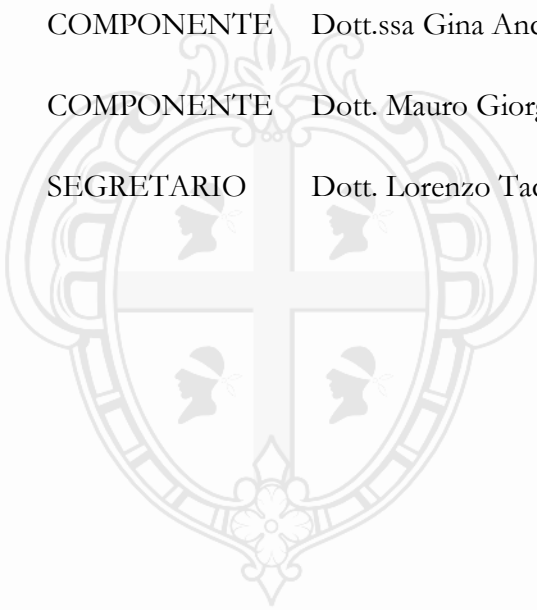 COMPONENTE Dott.ssa Gina
COMPONENTE Dott. Mauro
SEGRETARIO Dott. Lorenzo